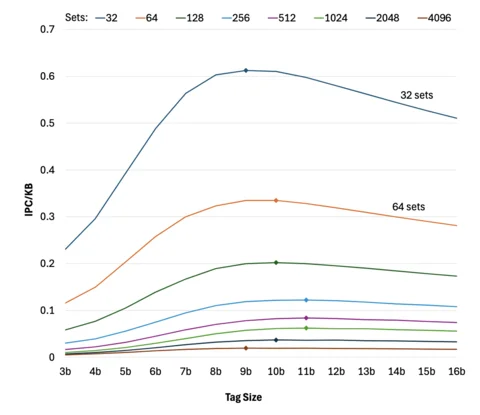 Sets: 32 64 128 256 512 1024 2048 4096
0.7
0.6
0.5
0.4
0.3
0.2
0.1
0
IPC/KB
32 sets
64 sets
3b 4b 5b 6b 7b 8b 9b 10b 11b 12b 13b 14b 15b 16b
Tag Size